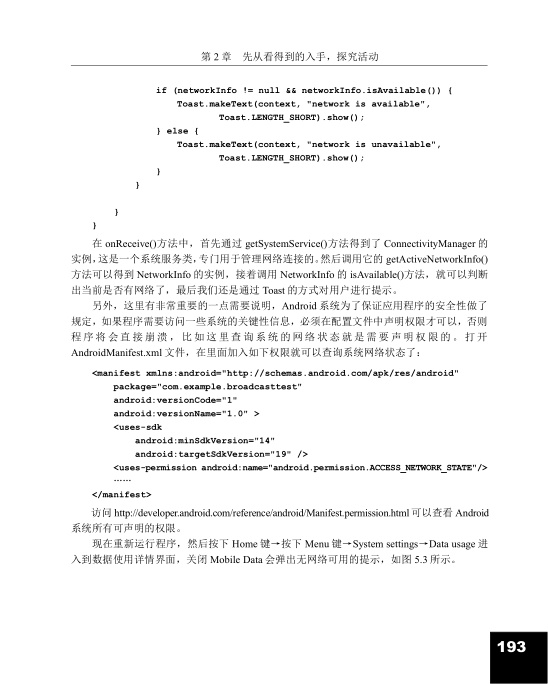 第 2 章 先从看得到的入手，探究活动
if (networkInfo != null && networkInfo.isAvailable()) {
Toast.makeText(context, "network is available",
Toast.LENGTH_SHORT).show();
} else {
Toast.makeText(context, "network is unavailable",
Toast.LENGTH_SHORT).show();
}
}
}
}
在 onReceive()方法中，首先通过 getSystemService()方法得到了 ConnectivityManager 的
实例，这是一个系统服务类，专门用于管理网络连接的。然后调用它的 getActiveNetworkInfo()
方法可以得到 NetworkInfo 的实例，接着调用 NetworkInfo 的 isAvailable()方法，就可以判断
出当前是否有网络了，最后我们还是通过 Toast 的方式对用户进行提示。
另外，这里有非常重要的一点需要说明，Android 系统为了保证应用程序的安全性做了
规定，如果程序需要访问一些系统的关键性信息，必须在配置文件中声明权限才可以，否则
程序将会直接崩溃，比如这里查询系统的网络状态就是需要声明权限的。打开
AndroidManifest.xml 文件，在里面加入如下权限就可以查询系统网络状态了：
<manifest xmlns:android="http://schemas.android.com/apk/res/android"
package="com.example.broadcasttest"
android:versionCode="1"
android:versionName="1.0" >
<uses-sdk
android:minSdkVersion="14"
android:targetSdkVersion="19" />
<uses-permission android:name="android.permission.ACCESS_NETWORK_STATE"/>
……
</manifest>
访问 http://developer.android.com/reference/android/Manifest.permission.html 可以查看 Android
系统所有可声明的权限。
现在重新运行程序，然后按下 Home 键→按下 Menu 键→System settings→Data usage 进
入到数据使用详情界面，关闭 Mobile Data 会弹出无网络可用的提示，如图 5.3 所示。
193